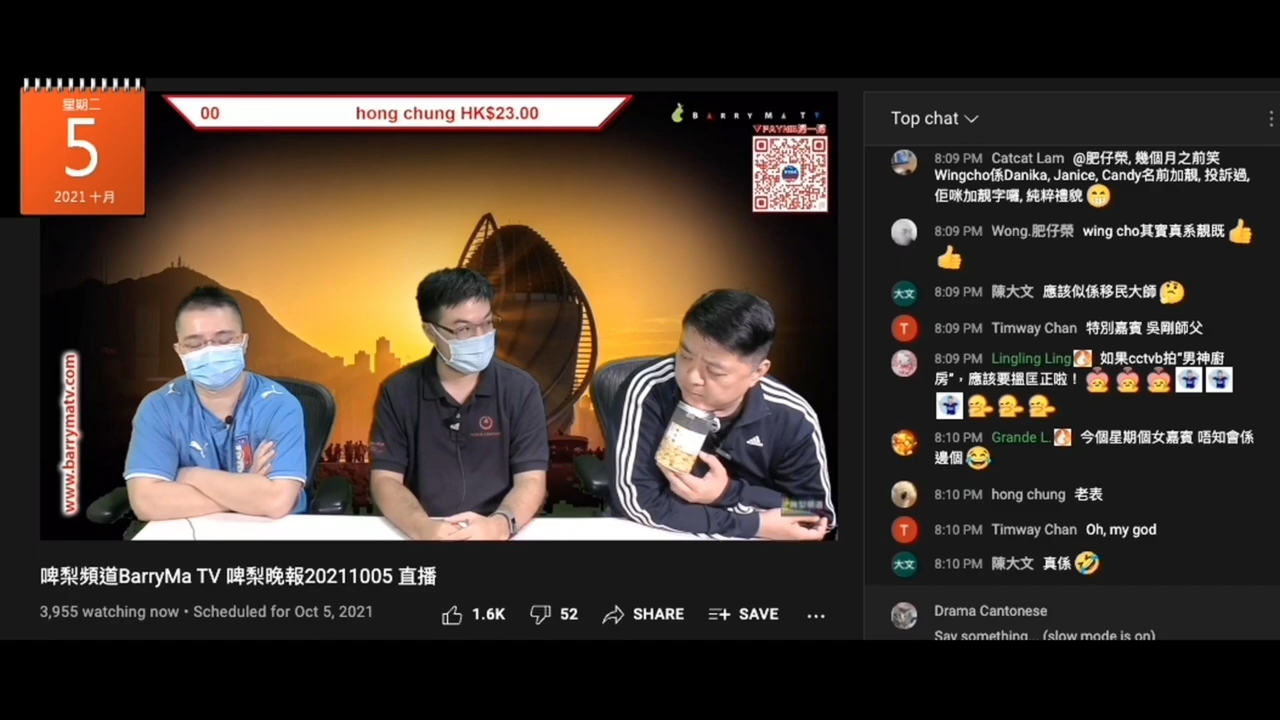 星期二
5
2021 十月
00 hong chung HK$23.00
BARRYMATV
www.barrymatv.com
啤梨頻道BarryMa TV 啤梨晚報20211005 直播
3,955 watching now • Scheduled for Oct 5, 2021
1.6K 52 SHARE SAVE
Top chat
8:09 PM Catcat Lam @肥仔榮, 幾個月之前笑
Wingcho係Danika, Janice, Candy名前加靚, 投訴過,
佢咪加靚字囉, 純粹禮貌 😁
8:09 PM Wong.肥仔榮 wing cho其實真系靚既 👍
👍
大文 8:09 PM 陳大文 應該似係移民大師 🤔
T 8:09 PM Timway Chan 特別嘉賓 吳剛師父
8:09 PM Lingling Ling 如果cctvb拍"男神廚
房"，應該要搵匡正啦！
8:10 PM Grande L. 今個星期個女嘉賓 唔知會係
邊個 😂
8:10 PM hong chung 老表
T 8:10 PM Timway Chan Oh, my god
大文 8:10 PM 陳大文 真係 🤣
Drama Cantonese
Say something... (slow mode is on)